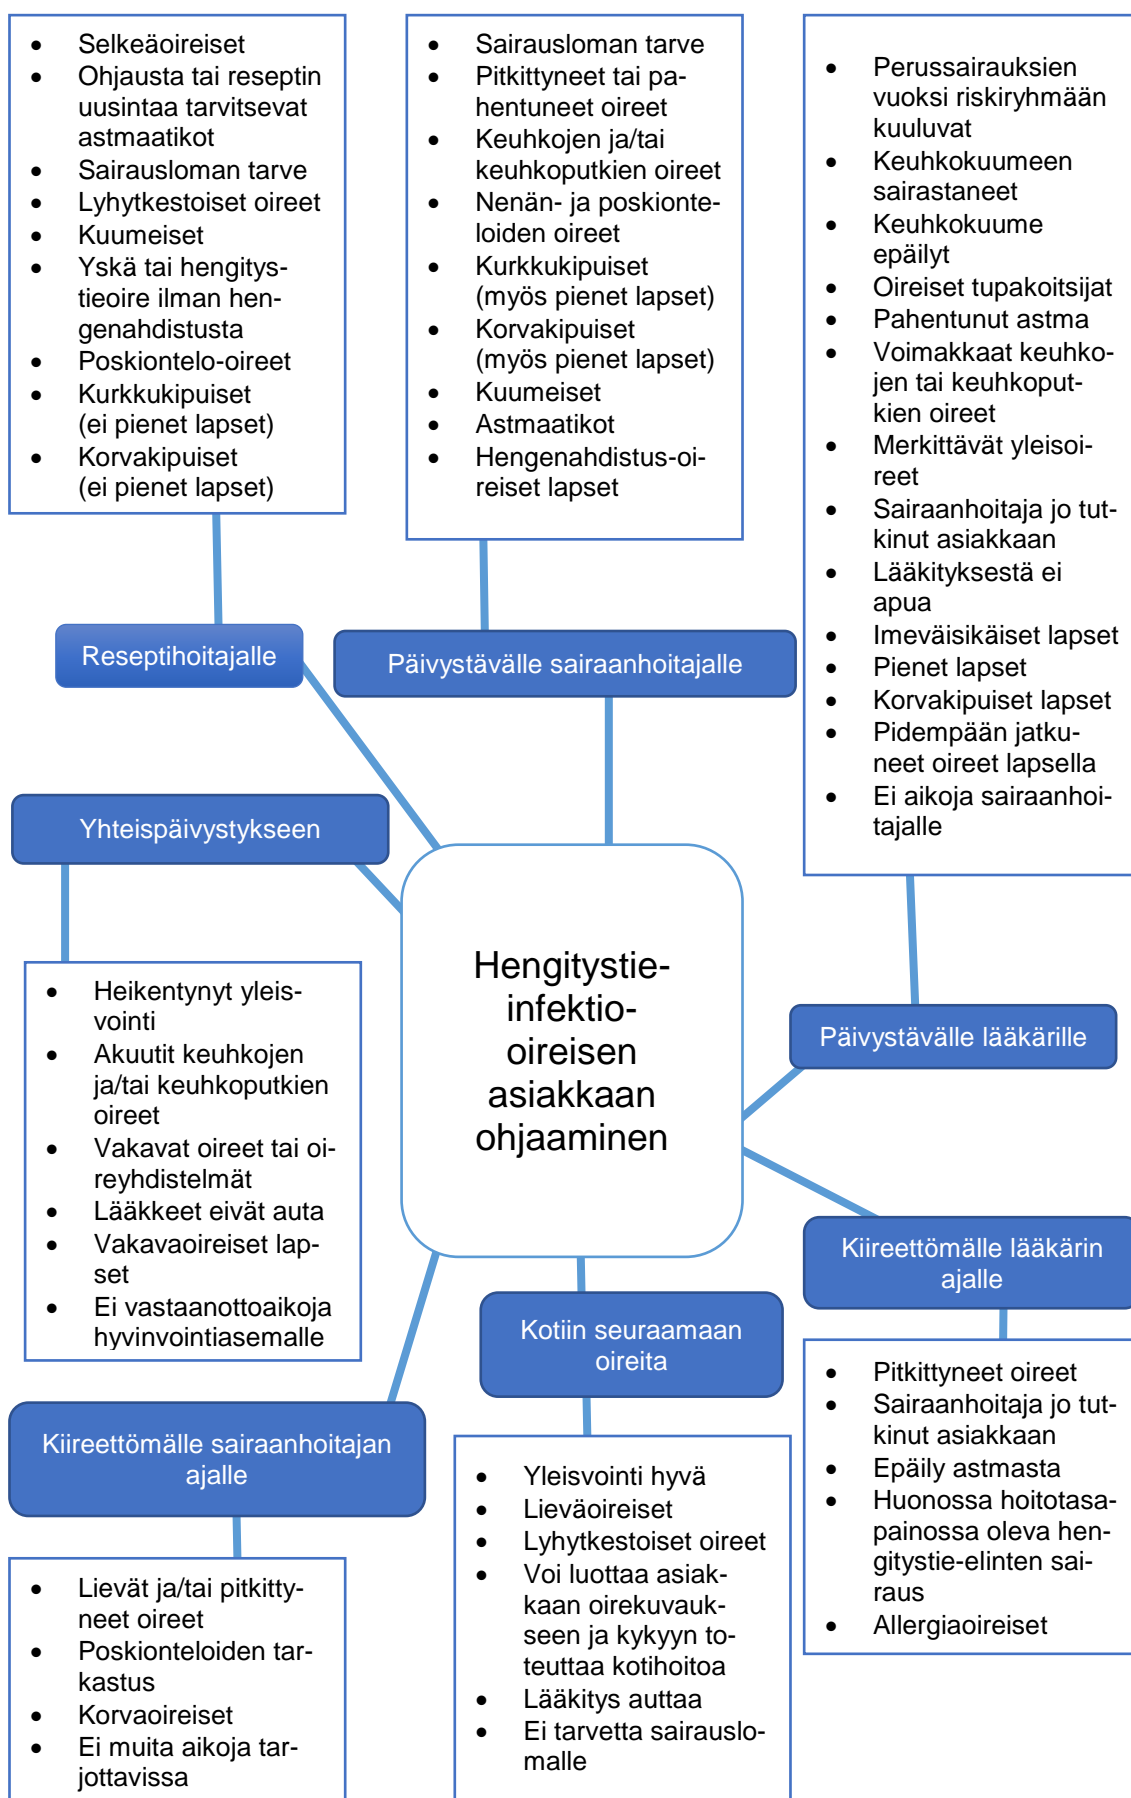 Selkeäoireiset
Ohjausta tai reseptin
uusintaa tarvitsevat
astmaatikot
Sairausloman tarve
Lyhytkestoiset oireet
Kuumeiset
Yskä tai hengitys-
tieoire ilman hen-
genahdistusta
Poskiontelo-oireet
Kurkkukipuiset
(ei pienet lapset)
Korvakipuiset
(ei pienet lapset)
Sairausloman tarve
Pitkittyneet tai pa-
hentuneet oireet
Keuhkojen ja/tai
keuhkoputkien oireet
Nenän- ja poskionte-
loiden oireet
Kurkkukipuiset
(myös pienet lapset)
Korvakipuiset
(myös pienet lapset)
Kuumeiset
Astmaatikot
Hengenahdistus-oi-
reiset lapset
Perussairauksien
vuoksi riskiryhmään
kuuluvat
Keuhkokuumeen
sairastaneet
Keuhkokuume
epäilyt
Oireiset tupakoitsijat
Pahentunut astma
Voimakkaat keuhko-
jen tai keuhkoput-
kien oireet
Merkittävät yleisoi-
reet
Sairaanhoitaja jo tut-
kinut asiakkaan
Lääkityksestä ei
apua
Imeväisikäiset lapset
Pienet lapset
Korvakipuiset lapset
Pidempään jatku-
neet oireet lapsella
Ei aikoja sairaanhoi-
tajalle
Reseptihoitajalle
Päivystävälle sairaanhoitajalle
Yhteispäivystykseen
Heikentynyt yleis-
vointi
Akuutit keuhkojen
ja/tai keuhkoputkien
oireet
Vakavat oireet tai oi-
reyhdistelmät
Lääkkeet eivät auta
Vakavaoireiset lap-
set
Ei vastaanottoaikoja
hyvinvointiasemalle
Hengitystie-
infektio-
oireisen
asiakkaan
ohjaaminen
Päivystävälle lääkärille
Kiireettömälle lääkärin
ajalle
Pitkittyneet oireet
Sairaanhoitaja jo tut-
kinut asiakkaan
Epäily astmasta
Huonossa hoitotasa-
painossa oleva hen-
gitystie-elinten sai-
raus
Allergiaoireiset
Kotiin seuraamaan
oireita
Yleisvointi hyvä
Lieväoireiset
Lyhytkestoiset oireet
Voi luottaa asiak-
kaan oirekuvauk-
seen ja kykyyn to-
teuttaa kotihoitoa
Lääkitys auttaa
Ei tarvetta sairauslo-
malle
Kiireettömälle sairaanhoitajan
ajalle
Lievät ja/tai pitkitty-
neet oireet
Poskionteloiden tar-
kastus
Korvaoireiset
Ei muita aikoja tar-
jottavissa